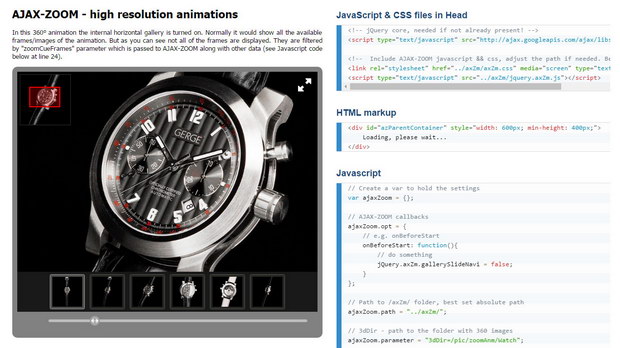 AJAX-ZOOM - high resolution animations
In this 360° animation the internal horizontal gallery is turned on. Normally it would show all the available
frames/images of the animation. But as you can see not all of the frames are displayed. They are filtered
by "zoomCueFrames" parameter which is passed to AJAX-ZOOM along with other data (see Javascript code
below at line 24).
GERGE
JavaScript & CSS files in Head
<!-- jQuery core, needed if not already present! -->
<script type="text/javascript" src="http://ajax.googleapis.com/ajax/libs
<!-- Include AJAX-ZOOM javascript && css, adjust the path if needed. Be
<link rel="stylesheet" href="../axZm/axZm.css" media="screen" type="text
<script type="text/javascript" src="../axZm/jquery.axZm.js"></script>
HTML markup
<div id="azParentContainer" style="width: 600px; min-height: 400px;">
Loading, please wait...
</div>
Javascript
// Create a var to hold the settings
var ajaxZoom = {};
// AJAX-ZOOM callbacks
ajaxZoom.opt = {
// e.g. onBeforeStart
onBeforeStart: function(){
// do something
jQuery.axZm.gallerySlideNavi = false;
}
};
// Path to /axZm/ folder, best set absolute path
ajaxZoom.path = "../axZm/";
// 3dDir - path to the folder with 360 images
ajaxZoom.parameter = "3dDir=/pic/zoomAnm/Watch";